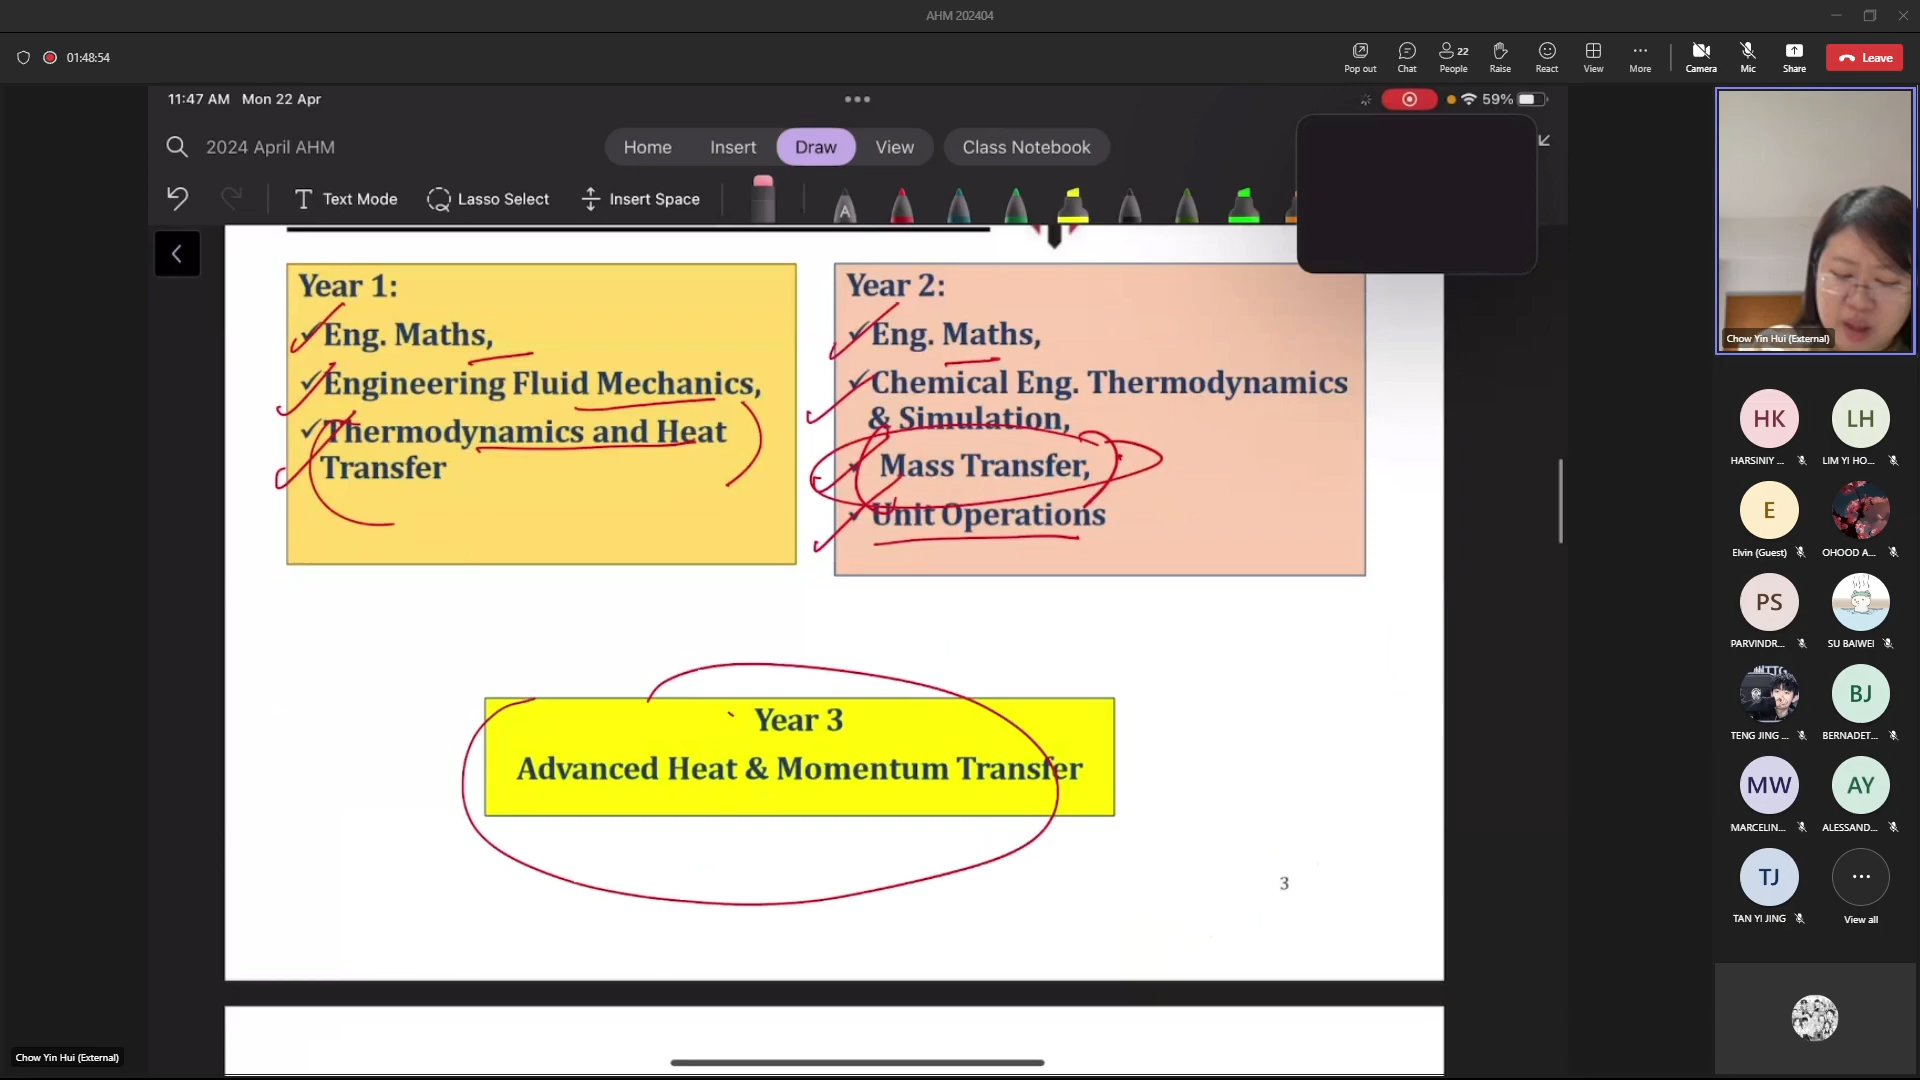 AHM 202404
01:48:54
Pop out
Chat
22
People
Raise
React
View
More
Camera
Mic
Share
Leave
11:47 AM Mon 22 Apr
59%
2024 April AHM
Home
Insert
Draw
View
Class Notebook
Text Mode
Lasso Select
Insert Space
A
Year 1:
Eng. Maths,
Engineering Fluid Mechanics,
Thermodynamics and Heat
Transfer
Year 2:
Eng. Maths,
Chemical Eng. Thermodynamics
& Simulation,
Mass Transfer,
Unit Operations
Year 3
Advanced Heat & Momentum Transfer
3
Chow Yin Hui (External)
HK
HARSINIY ...
LH
LIM YI HO...
E
Elvin (Guest)
OHOOD A...
PS
PARVINDR...
SU BAIWEI
TENG JING ...
BJ
BERNADET...
MW
MARCELIN...
AY
ALESSAND...
TJ
TAN YI JING
View all
Chow Yin Hui (External)